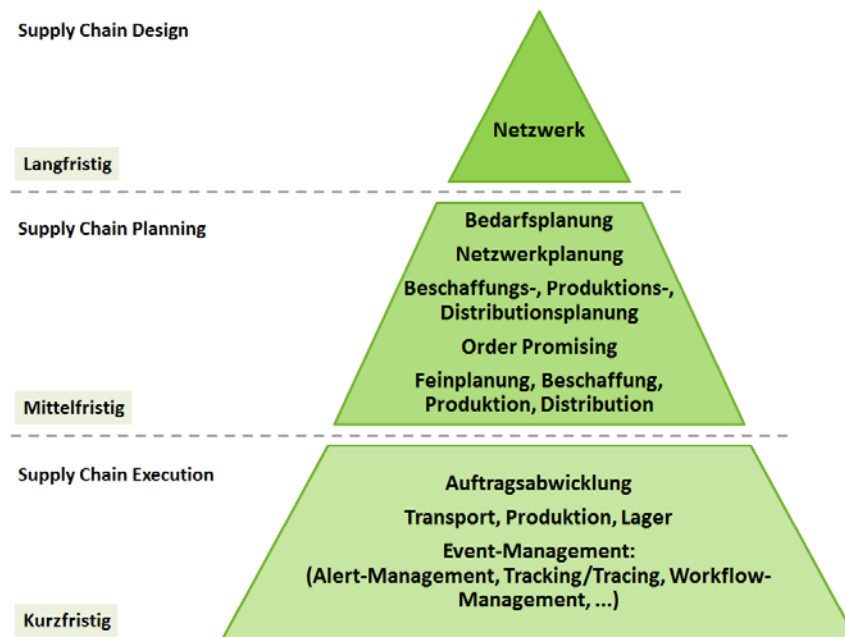 Supply Chain Design
Netzwerk
Langfristig
Supply Chain Planning
Bedarfsplanung
Netzwerkplanung
Beschaffungs-, Produktions-,
Distributionsplanung
Order Promising
Feinplanung, Beschaffung,
Produktion, Distribution
Mittelfristig
Supply Chain Execution
Auftragsabwicklung
Transport, Produktion, Lager
Event-Management:
(Alert-Management, Tracking/Tracing, Workflow-
Management, ...)
Kurzfristig